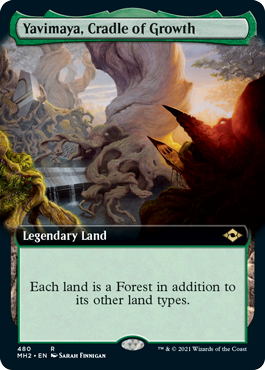 Yavimaya, Cradle of Growth
Legendary Land
Each land is a Forest in addition to
its other land types.
480 R
MH2 • EN SARAH FINNIGAN
™ & © 2021 Wizards of the Coast